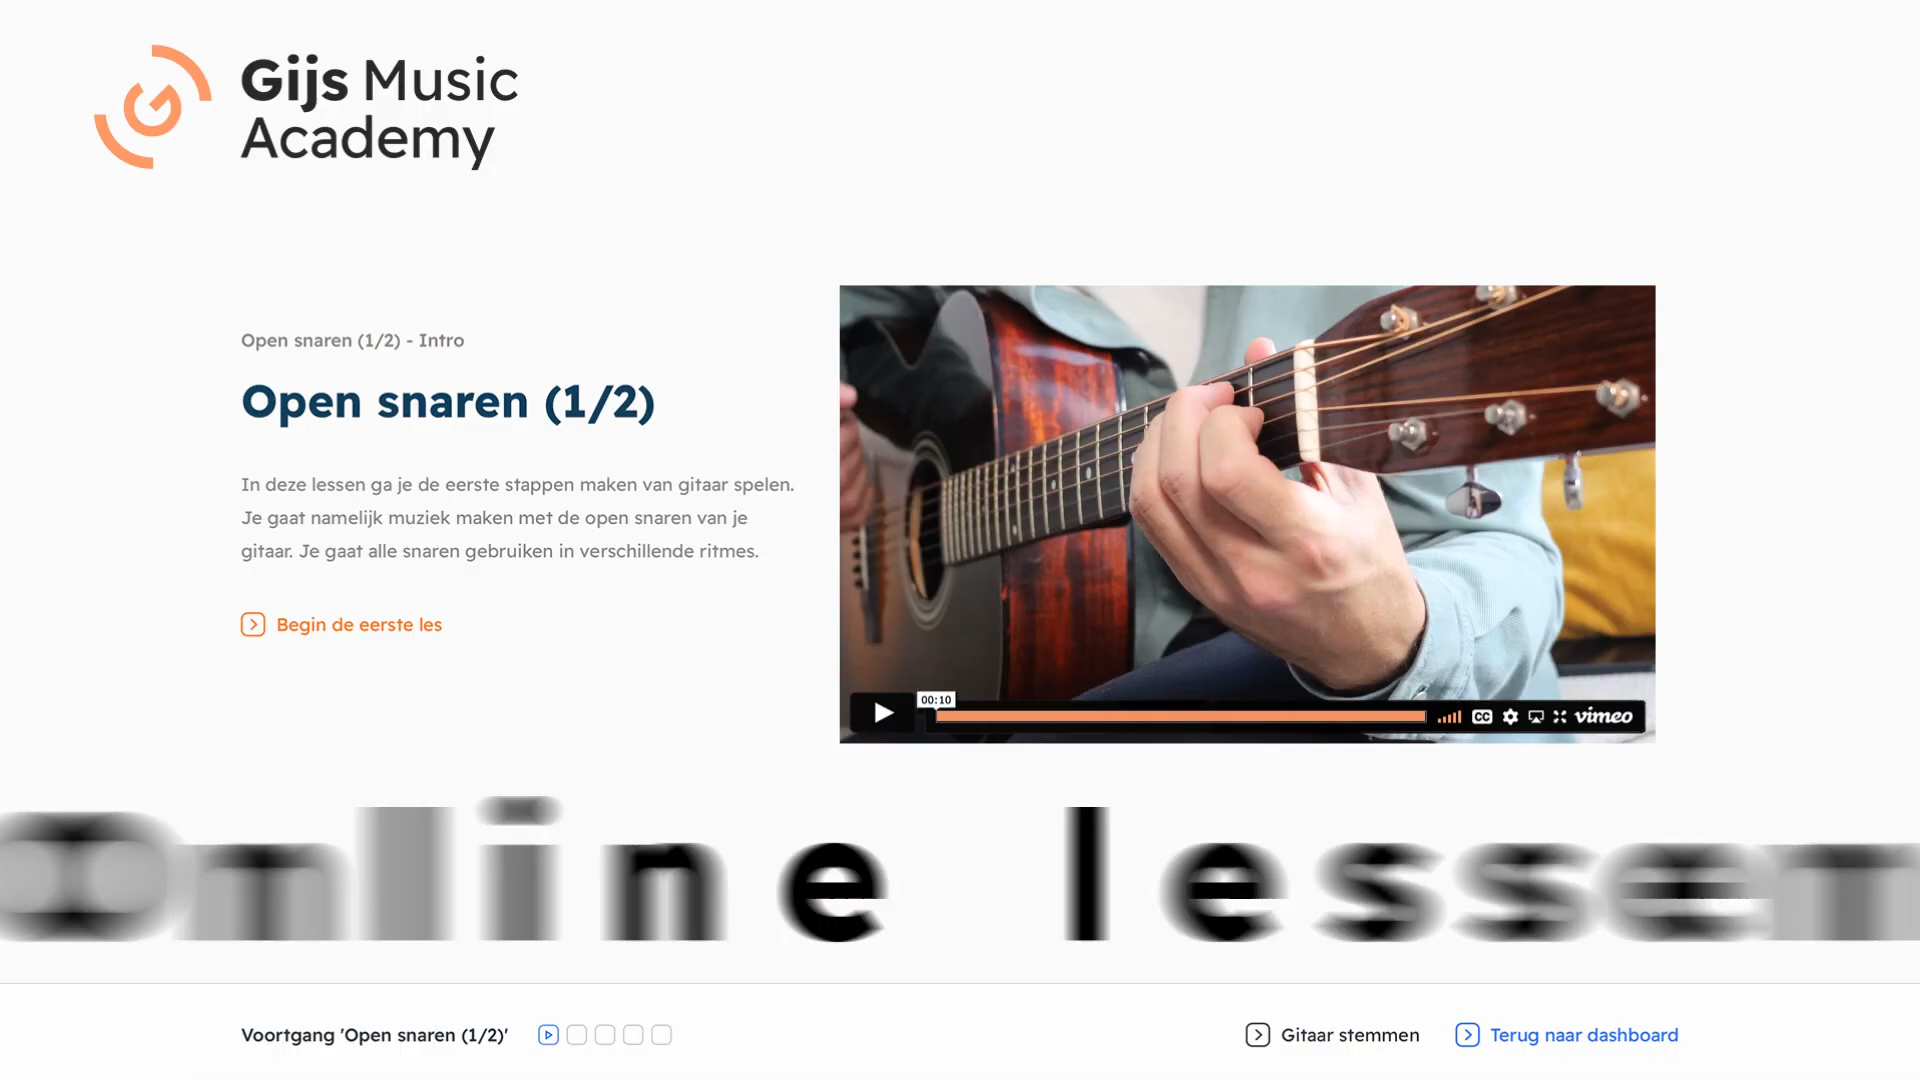 Gijs Music
Academy
Open snaren (1/2) - Intro
Open snaren (1/2)
In deze lessen ga je de eerste stappen maken van gitaar spelen.
Je gaat namelijk muziek maken met de open snaren van je
gitaar. Je gaat alle snaren gebruiken in verschillende ritmes.
Begin de eerste les
00:10
CC
vimeo
Online lessen
Voortgang 'Open snaren (1/2)'
Gitaar stemmen
Terug naar dashboard